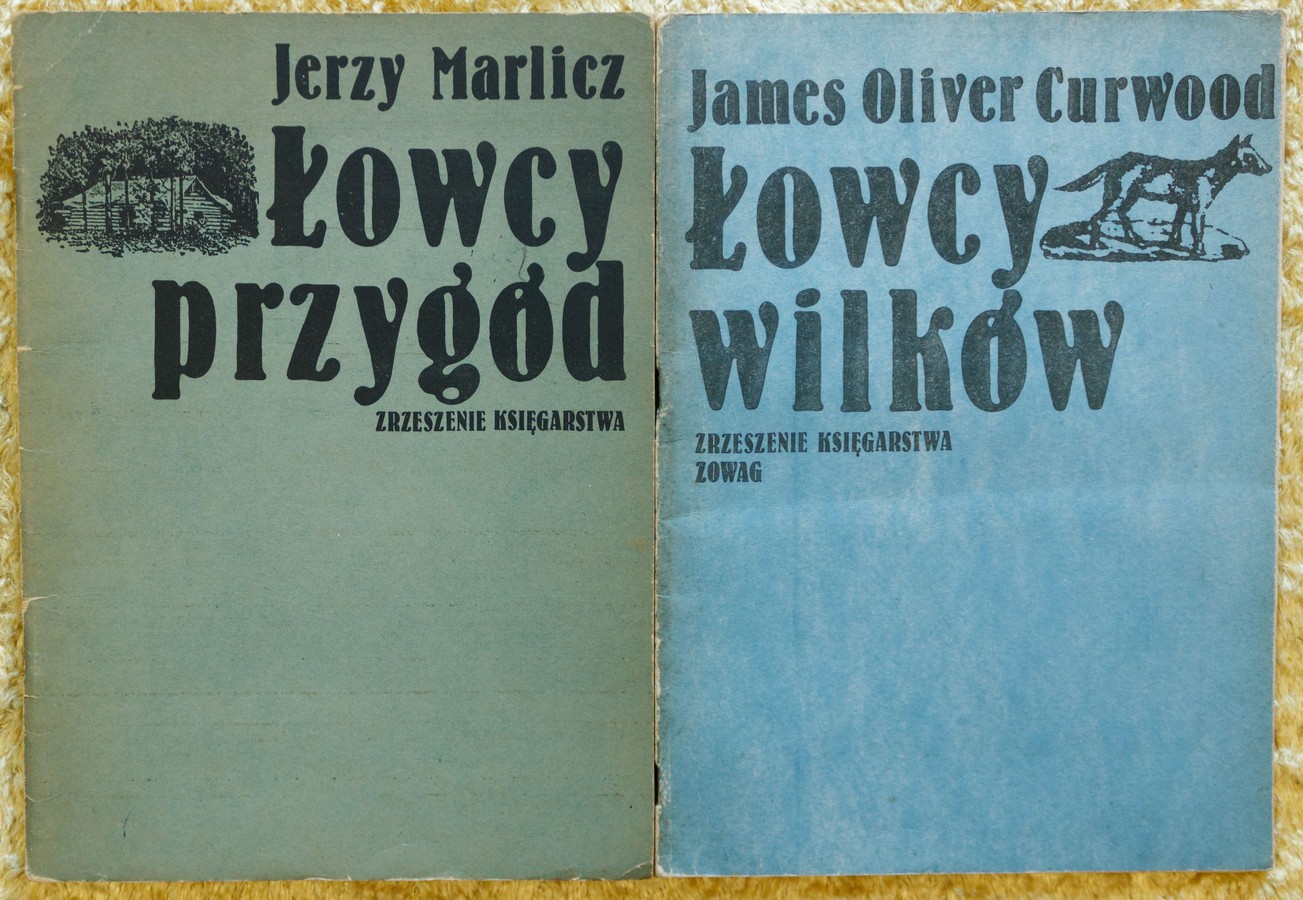 Jerzy Marlicz
Łowcy
przygód
ZRZESZENIE KSIĘGARSTWA
James Oliver Curwood
Łowcy
wilków
ZRZESZENIE KSIĘGARSTWA
ZOWAG